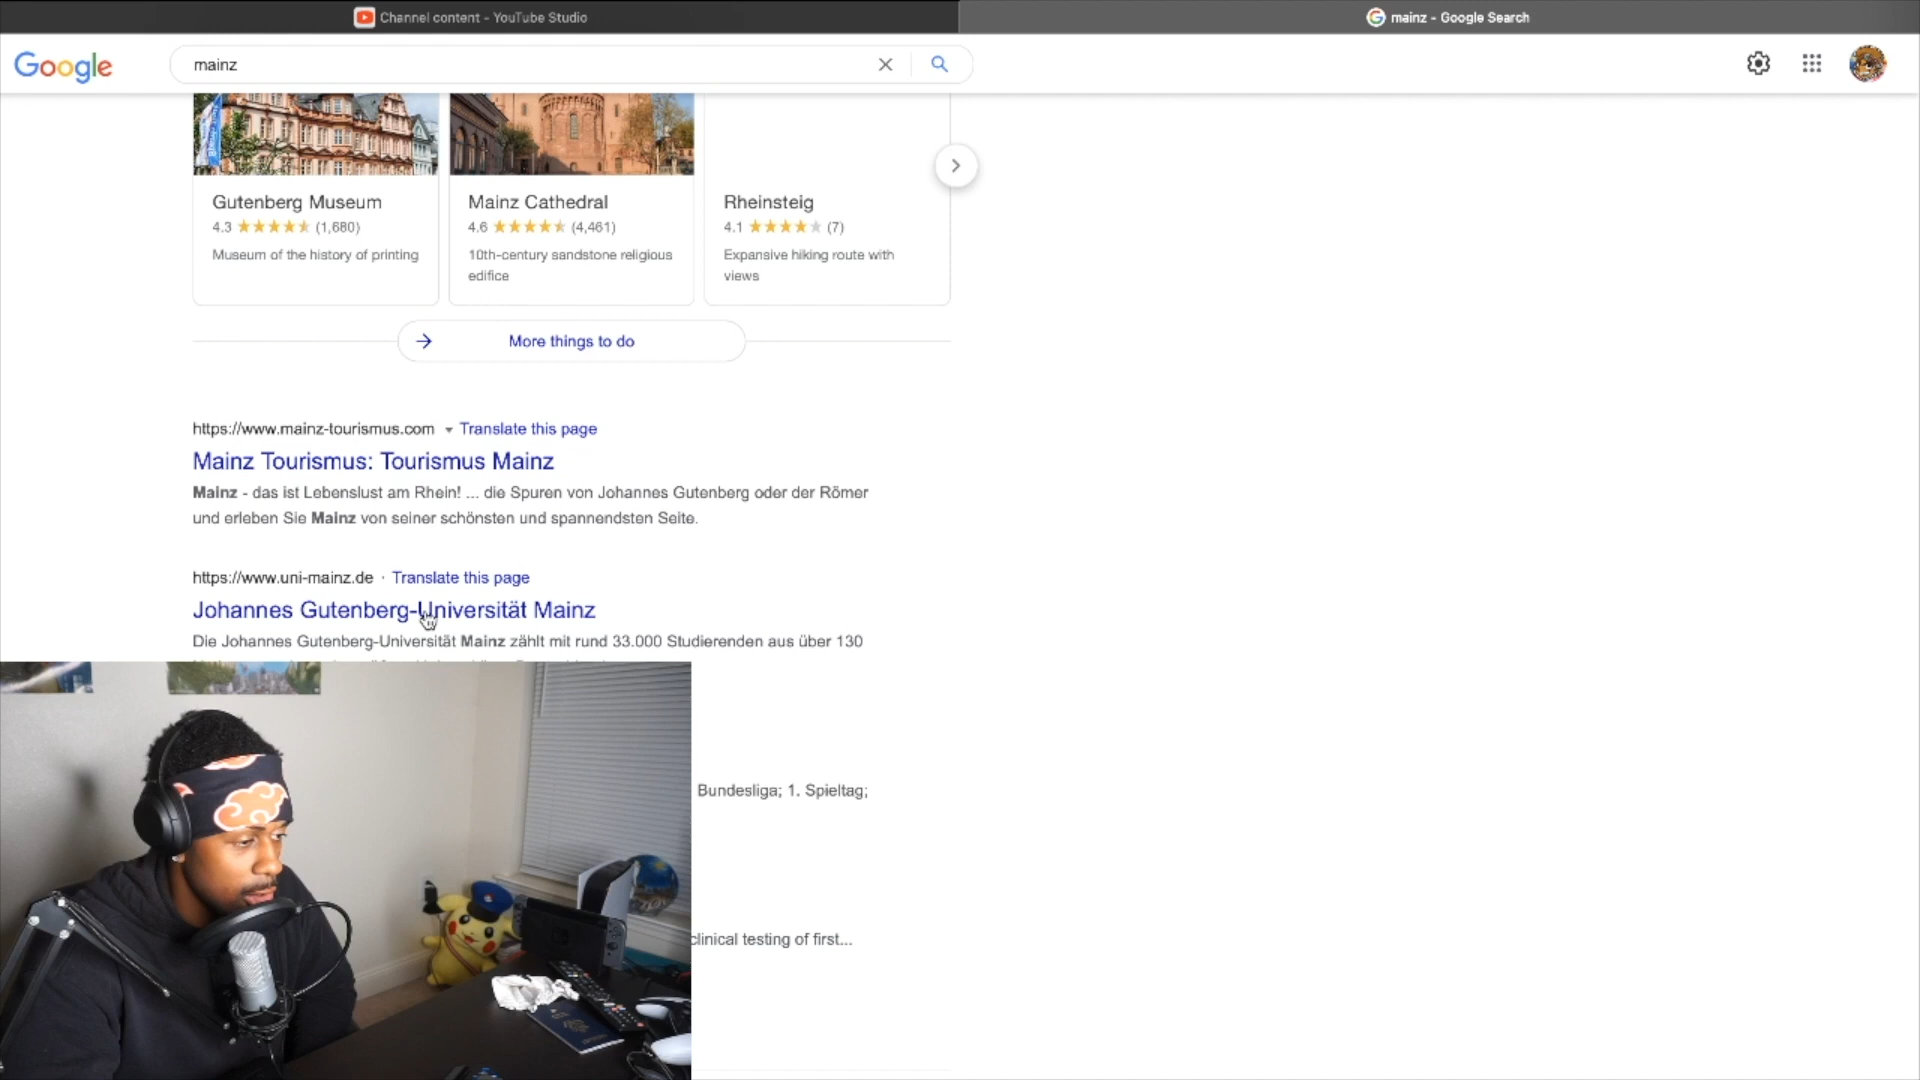 Channel content - YouTube Studio
mainz - Google Search
Google
mainz
Gutenberg Museum
4.3 (1,680)
Museum of the history of printing
Mainz Cathedral
4.6 (4,461)
10th-century sandstone religious
edifice
Rheinsteig
4.1 (7)
Expansive hiking route with
views
More things to do
https://www.mainz-tourismus.com Translate this page
Mainz Tourismus: Tourismus Mainz
Mainz - das ist Lebenslust am Rhein! ... die Spuren von Johannes Gutenberg oder der Römer
und erleben Sie Mainz von seiner schönsten und spannendsten Seite.
https://www.uni-mainz.de · Translate this page
Johannes Gutenberg-Universität Mainz
Die Johannes Gutenberg-Universität Mainz zählt mit rund 33.000 Studierenden aus über 130
Bundesliga; 1. Spieltag;
clinical testing of first...